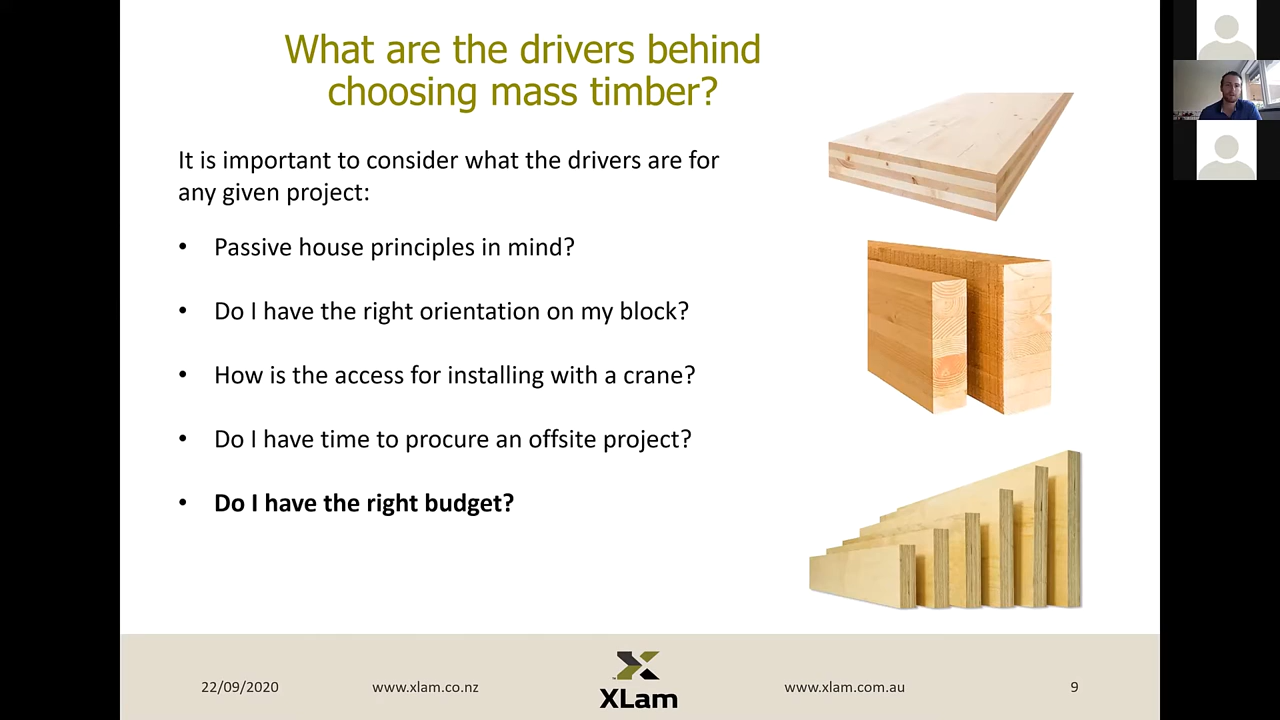 What are the drivers behind
choosing mass timber?
It is important to consider what the drivers are for
any given project:
• Passive house principles in mind?
• Do I have the right orientation on my block?
• How is the access for installing with a crane?
• Do I have time to procure an offsite project?
• Do I have the right budget?
22/09/2020
www.xlam.co.nz
XLam
www.xlam.com.au
9